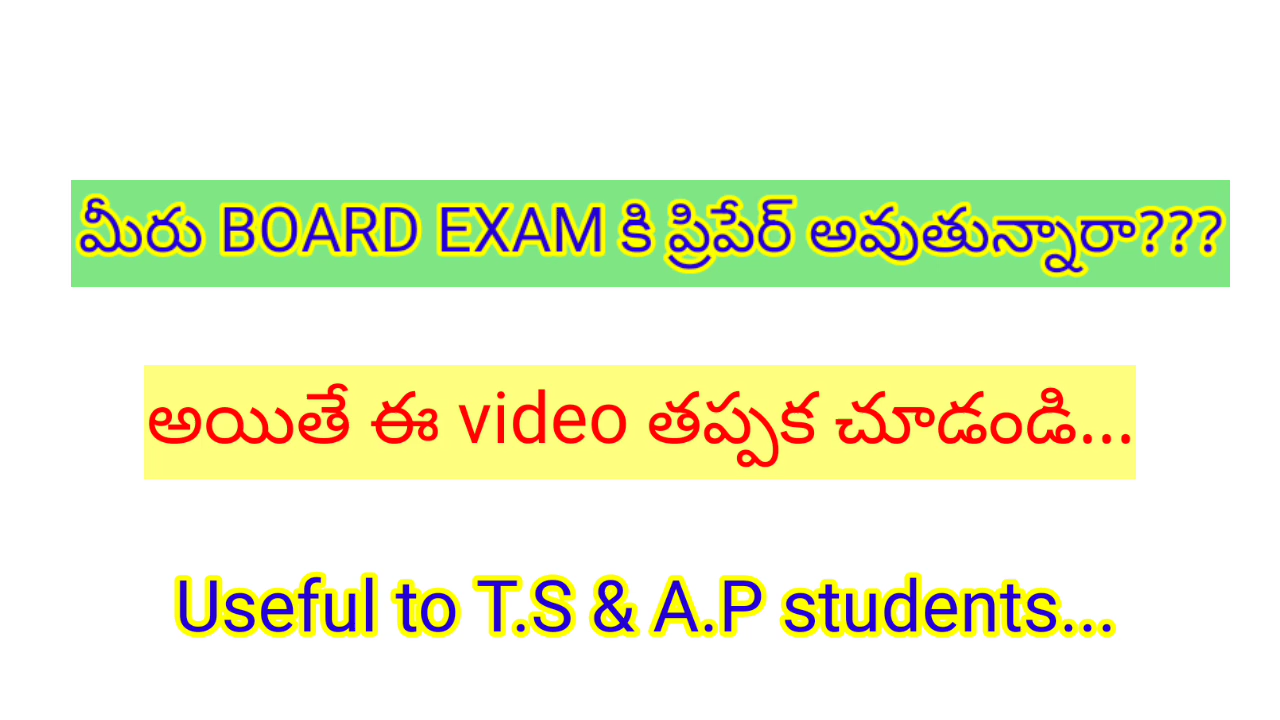 మీరు BOARD EXAM కి ప్రిపేర్ అవుతున్నారా???
అయితే ఈ video తప్పక చూడండి...
Useful to T.S & A.P students...